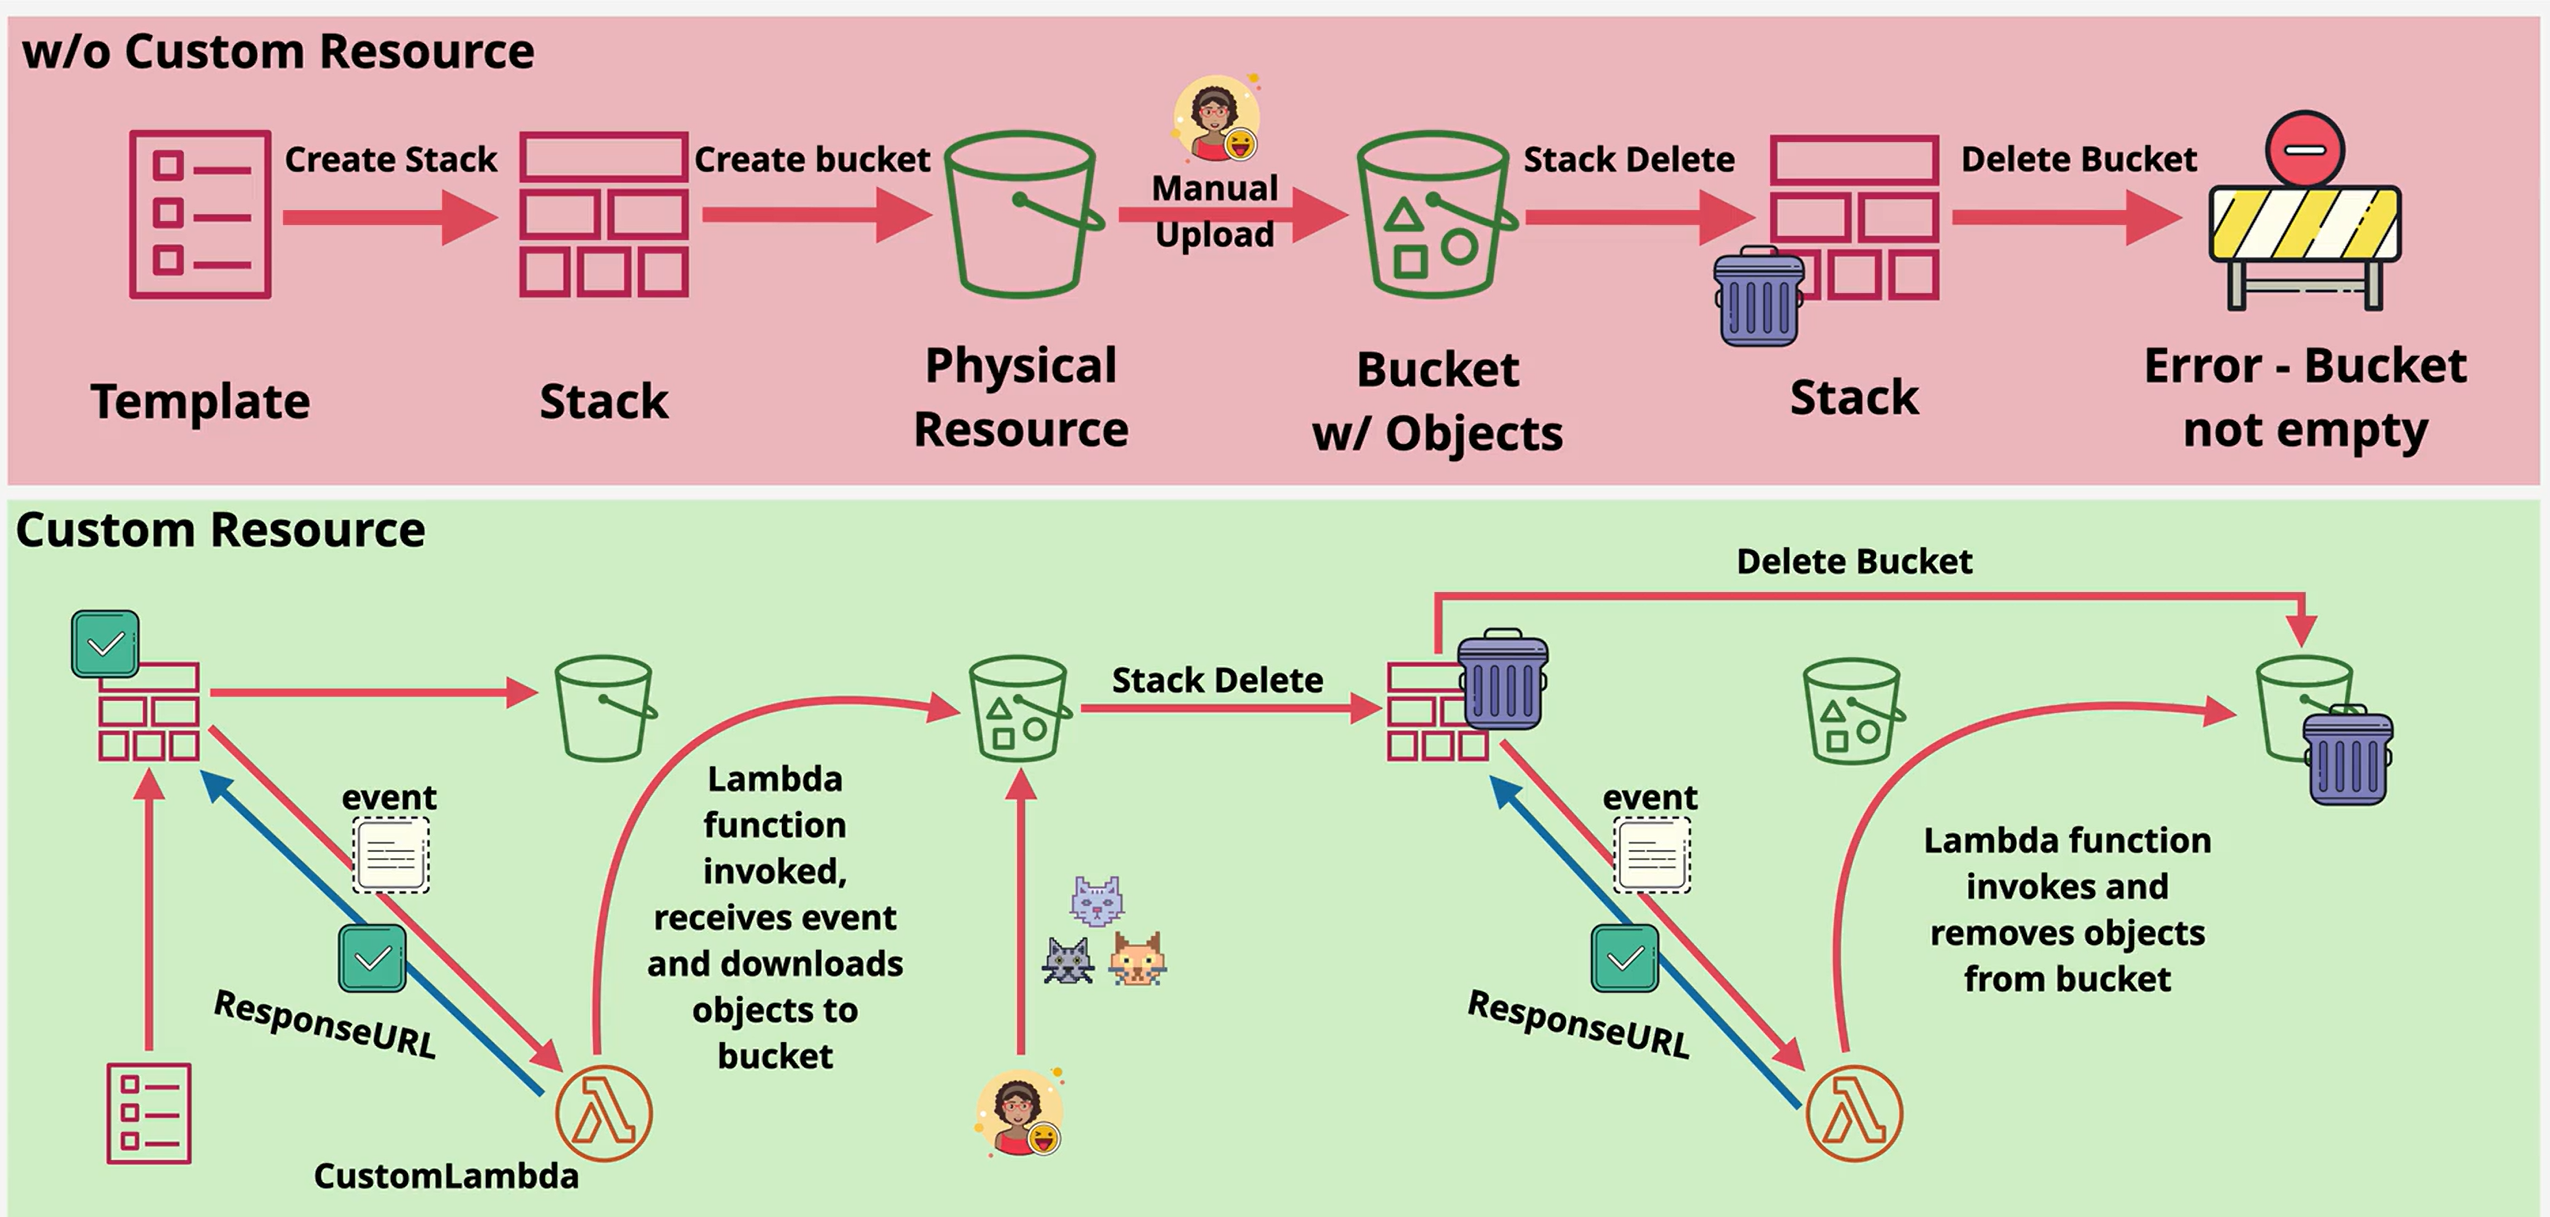 w/o Custom Resource
Create Stack
Create bucket
Manual
Upload
Stack Delete
Delete Bucket
Template
Stack
Physical
Resource
Bucket
w/ Objects
Stack
Error - Bucket
not empty
Custom Resource
Delete Bucket
Stack Delete
event
ResponseURL
CustomLambda
Lambda
function
invoked,
receives event
and downloads
objects to
bucket
event
ResponseURL
Lambda function
invokes and
removes objects
from bucket